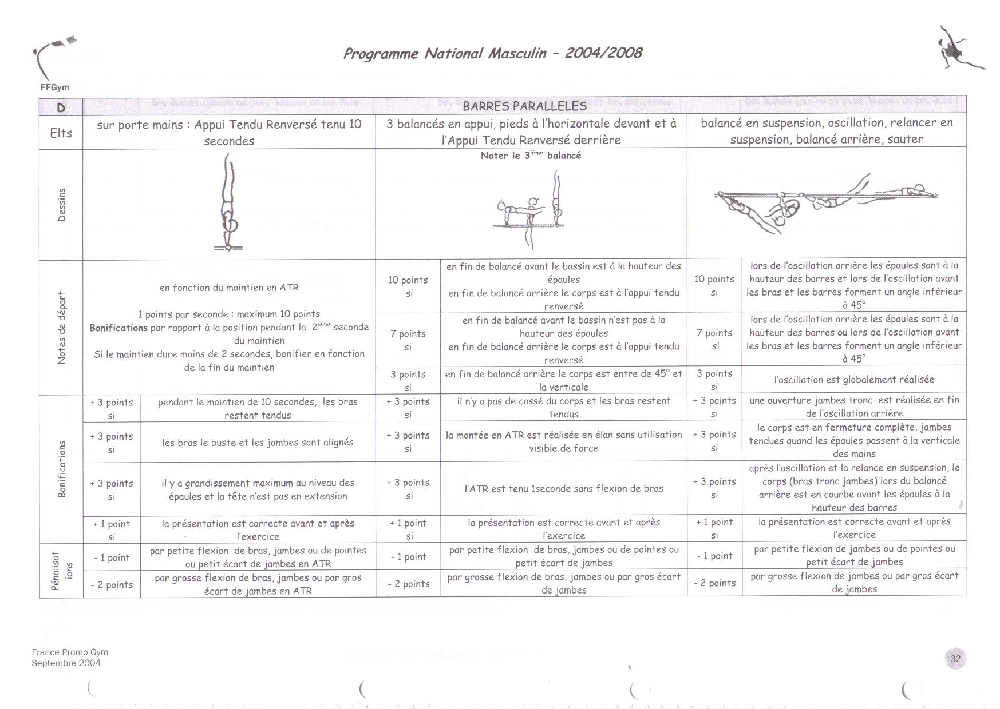 Programme National Masculin - 2004/2008
FFGym
D
BARRES PARALLELES
Elts
sur porte mains : Appui Tendu Renversé tenu 10
secondes
3 balancés en appui, pieds à l'horizontale devant et à
l'Appui Tendu Renversé derrière
balancé en suspension, oscillation, relancer en
suspension, balancé arrière, sauter
Dessins
Noter le 3ième balancé
Notes de départ
en fonction du maintien en ATR
1 points par seconde : maximum 10 points
Bonifications par rapport à la position pendant la 2ième seconde
du maintien
Si le maintien dure moins de 2 secondes, bonifier en fonction
de la fin du maintien
10 points
si
en fin de balancé avant le bassin est à la hauteur des
épaules
en fin de balancé arrière le corps est à l'appui tendu
renversé
10 points
si
lors de l'oscillation arrière les épaules sont à la
hauteur des barres et lors de l'oscillation avant
les bras et les barres forment un angle inférieur
à 45°
7 points
si
en fin de balancé avant le bassin n'est pas à la
hauteur des épaules
en fin de balancé arrière le corps est à l'appui tendu
renversé
7 points
si
lors de l'oscillation arrière les épaules sont à la
hauteur des barres ou lors de l'oscillation avant
les bras et les barres forment un angle inférieur
à 45°
3 points
si
en fin de balancé arrière le corps est entre de 45° et
la verticale
3 points
si
l'oscillation est globalement réalisée
Bonifications
+ 3 points
si
pendant le maintien de 10 secondes, les bras
restent tendus
+ 3 points
si
il n'y a pas de cassé du corps et les bras restent
tendus
+ 3 points
si
une ouverture jambes tronc est réalisée en fin
de l'oscillation arrière
+ 3 points
si
les bras le buste et les jambes sont alignés
+ 3 points
si
la montée en ATR est réalisée en élan sans utilisation
visible de force
+ 3 points
si
le corps est en fermeture complète, jambes
tendues quand les épaules passent à la verticale
des mains
+ 3 points
si
il y a grandissement maximum au niveau des
épaules et la tête n'est pas en extension
+ 3 points
si
l'ATR est tenu 1seconde sans flexion de bras
+ 3 points
si
après l'oscillation et la relance en suspension, le
corps (bras tronc jambes) lors du balancé
arrière est en courbe avant les épaules à la
hauteur des barres
+ 1 point
si
la présentation est correcte avant et après
l'exercice
+ 1 point
si
la présentation est correcte avant et après
l'exercice
+ 1 point
si
la présentation est correcte avant et après
l'exercice
Pénalisat
ions
- 1 point
par petite flexion de bras, jambes ou de pointes
ou petit écart de jambes en ATR
- 1 point
par petite flexion de bras, jambes ou de pointes ou
petit écart de jambes
- 1 point
par petite flexion de jambes ou de pointes ou
petit écart de jambes
- 2 points
par grosse flexion de bras, jambes ou par gros
écart de jambes en ATR
- 2 points
par grosse flexion de bras, jambes ou par gros écart
de jambes
- 2 points
par grosse flexion de jambes ou par gros écart
de jambes
France Promo Gym
Septembre 2004
32